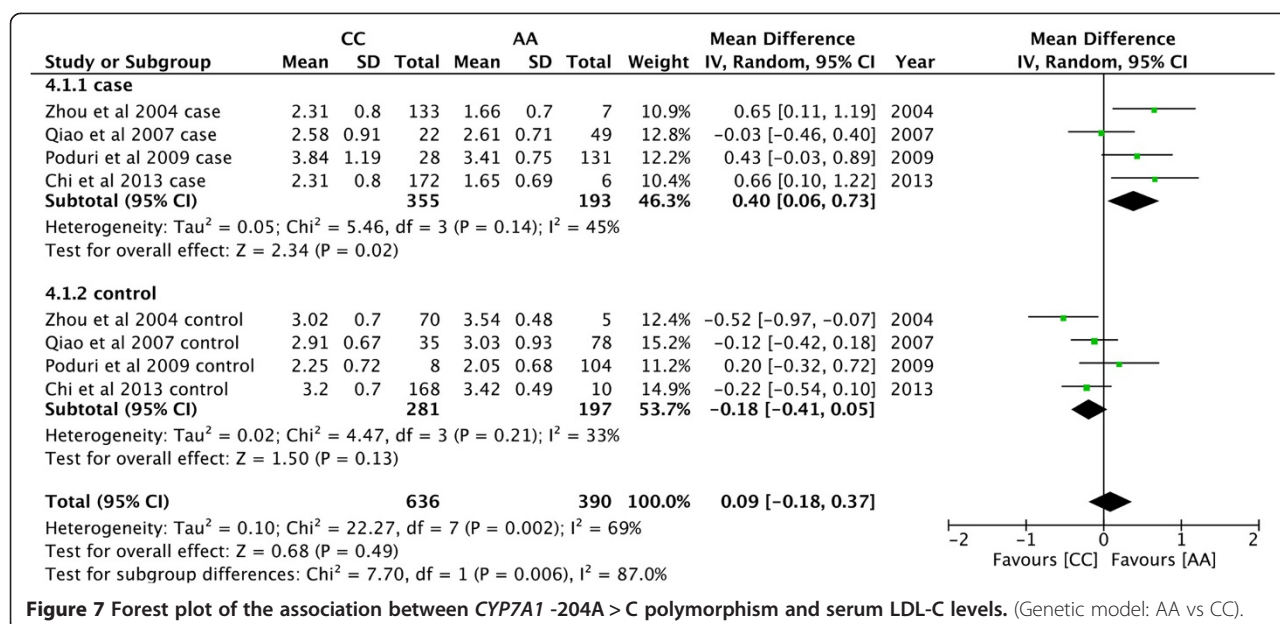 CC AA Mean Difference Mean Difference
Study or Subgroup Mean SD Total Mean SD Total Weight IV, Random, 95% CI Year IV, Random, 95% CI
4.1.1 case
Zhou et al 2004 case 2.31 0.8 133 1.66 0.7 7 10.9% 0.65 [0.11, 1.19] 2004
Qiao et al 2007 case 2.58 0.91 22 2.61 0.71 49 12.8% -0.03 [-0.46, 0.40] 2007
Poduri et al 2009 case 3.84 1.19 28 3.41 0.75 131 12.2% 0.43 [-0.03, 0.89] 2009
Chi et al 2013 case 2.31 0.8 172 1.65 0.69 6 10.4% 0.66 [0.10, 1.22] 2013
Subtotal (95% CI) 355 193 46.3% 0.40 [0.06, 0.73]
Heterogeneity: Tau² = 0.05; Chi² = 5.46, df = 3 (P = 0.14); I² = 45%
Test for overall effect: Z = 2.34 (P = 0.02)
4.1.2 control
Zhou et al 2004 control 3.02 0.7 70 3.54 0.48 5 12.4% -0.52 [-0.97, -0.07] 2004
Qiao et al 2007 control 2.91 0.67 35 3.03 0.93 78 15.2% -0.12 [-0.42, 0.18] 2007
Poduri et al 2009 control 2.25 0.72 8 2.05 0.68 104 11.2% 0.20 [-0.32, 0.72] 2009
Chi et al 2013 control 3.2 0.7 168 3.42 0.49 10 14.9% -0.22 [-0.54, 0.10] 2013
Subtotal (95% CI) 281 197 53.7% -0.18 [-0.41, 0.05]
Heterogeneity: Tau² = 0.02; Chi² = 4.47, df = 3 (P = 0.21); I² = 33%
Test for overall effect: Z = 1.50 (P = 0.13)
Total (95% CI) 636 390 100.0% 0.09 [-0.18, 0.37]
Heterogeneity: Tau² = 0.10; Chi² = 22.27, df = 7 (P = 0.002); I² = 69%
Test for overall effect: Z = 0.68 (P = 0.49)
Test for subgroup differences: Chi² = 7.70, df = 1 (P = 0.006), I² = 87.0%
-2 -1 0 1 2
Favours [CC] Favours [AA]
Figure 7 Forest plot of the association between CYP7A1 -204A > C polymorphism and serum LDL-C levels. (Genetic model: AA vs CC).